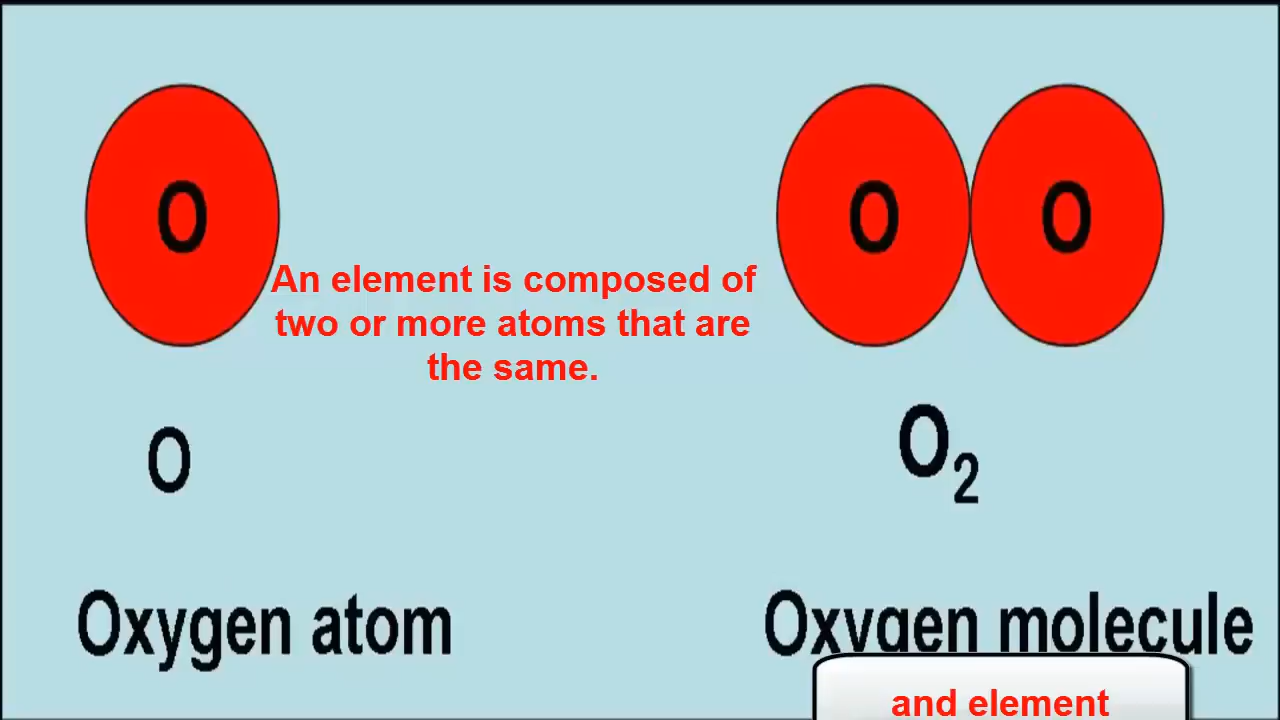 O
O O
An element is composed of
two or more atoms that are
the same.
O
O₂
Oxygen atom
Oxygen molecule
and element